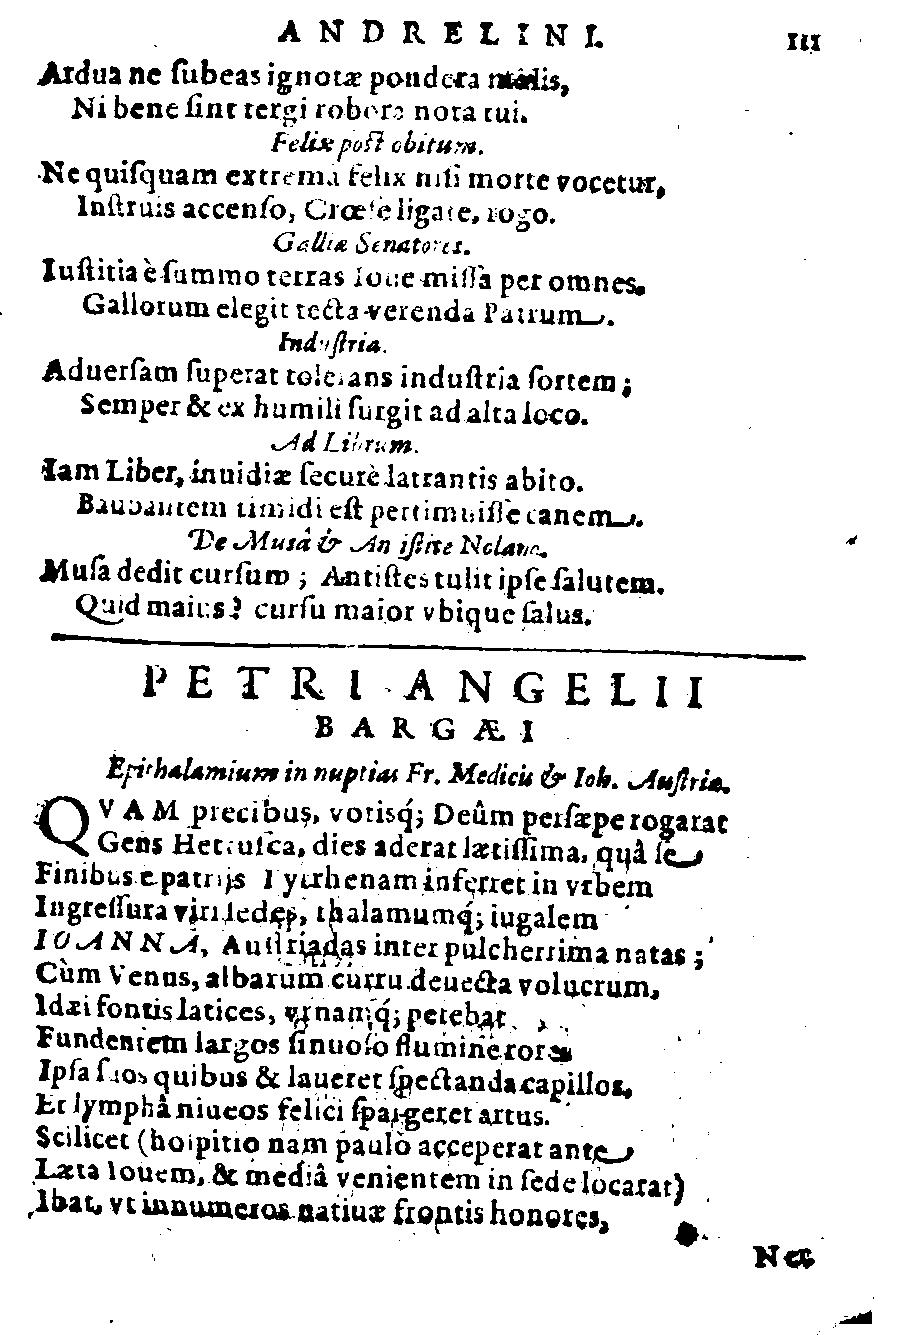 ANDRELINI. 111
Ardua ne ſubeas ignotæ pondera molis,
Ni bene ſint tergi robora nota tui.
Felix poſt obitum.
Ne quiſquam extrema felix niſi morte vocetur,
Inſtruis accenſo, Crœſe ligate, rogo.
Galliæ Senatores.
Iuſtitia è ſummo terras Ioue miſſa per omnes.
Gallorum elegit tecta verenda Patrum.
Induſtria.
Aduerſam ſuperat tolerans induſtria ſortem;
Semper & ex humili ſurgit ad alta loco.
Ad Librum.
Iam Liber, inuidiæ ſecurè latrantis abito.
Baubantem timidi eſt pertimuiſſe canem.
De Muſâ & Antiſtite Nolano.
Muſa dedit curſum; Antiſtes tulit ipſe ſalutem.
Quid maius? curſu maior vbique ſalus.
PETRI ANGELII
BARGÆI
Epithalamium in nuptias Fr. Medicis & Ioh. Auſtriæ.
QVAM precibus, votisq́; Deûm perſæpe rogarat
Gens Hetruſca, dies aderat lætiſſima, quâ ſe
Finibus è patrijs Tyrrhenam inferret in vrbem
Ingreſſura viri ſedes, thalamumq́; iugalem
IOANNA, Auſtriadas inter pulcherrima natas;
Cùm Venus, albarum curru deuecta volucrum,
Idæi fontis latices, vrnamq́; petebat
Fundentem largos ſinuoſo flumine rores
Ipſa ſuos quibus & laueret ſpectanda capillos,
Et lymphâ niueos felici ſpargeret artus.
Scilicet (hoſpitio nam paulò acceperat ante
Læta Iouem, & mediâ venientem in ſede locarat)
Ibat, vt innumeros natiuæ frontis honores,
Nec